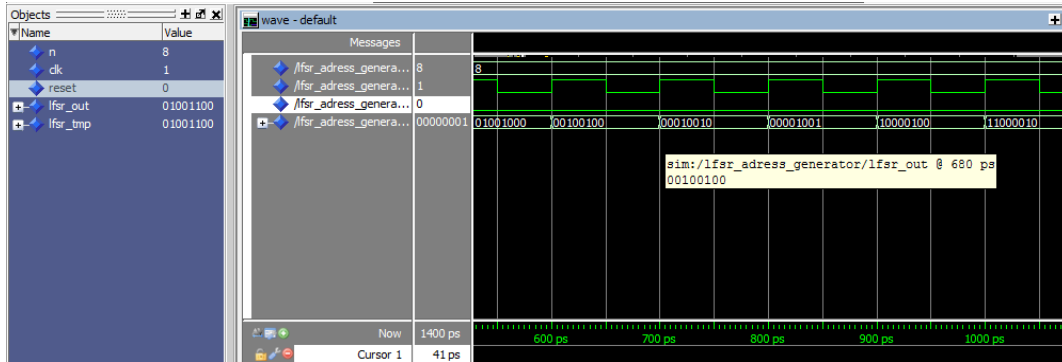 Objects
Name Value
n 8
clk 1
reset 0
lfsr_out 01001100
lfsr_tmp 01001100
wave - default
Messages
/lfsr_adress_genera... 8 8
/lfsr_adress_genera... 1
/lfsr_adress_genera... 0
/lfsr_adress_genera... 00000001 01001000 00100100 00010010 00001001 10000100 11000010
sim:/lfsr_adress_generator/lfsr_out @ 680 ps
00100100
Now 1400 ps 600 ps 700 ps 800 ps 900 ps 1000 ps
Cursor 1 41 ps